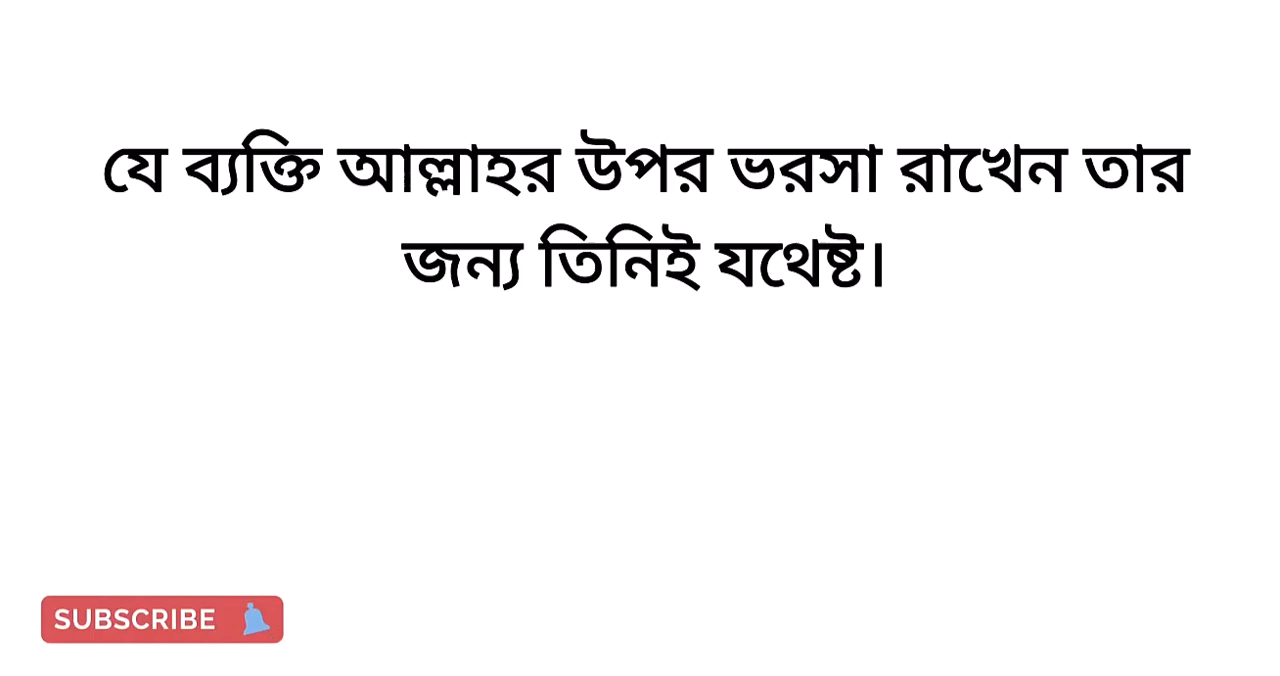 যে ব্যক্তি আল্লাহর উপর ভরসা রাখেন তার
জন্য তিনিই যথেষ্ট।
SUBSCRIBE